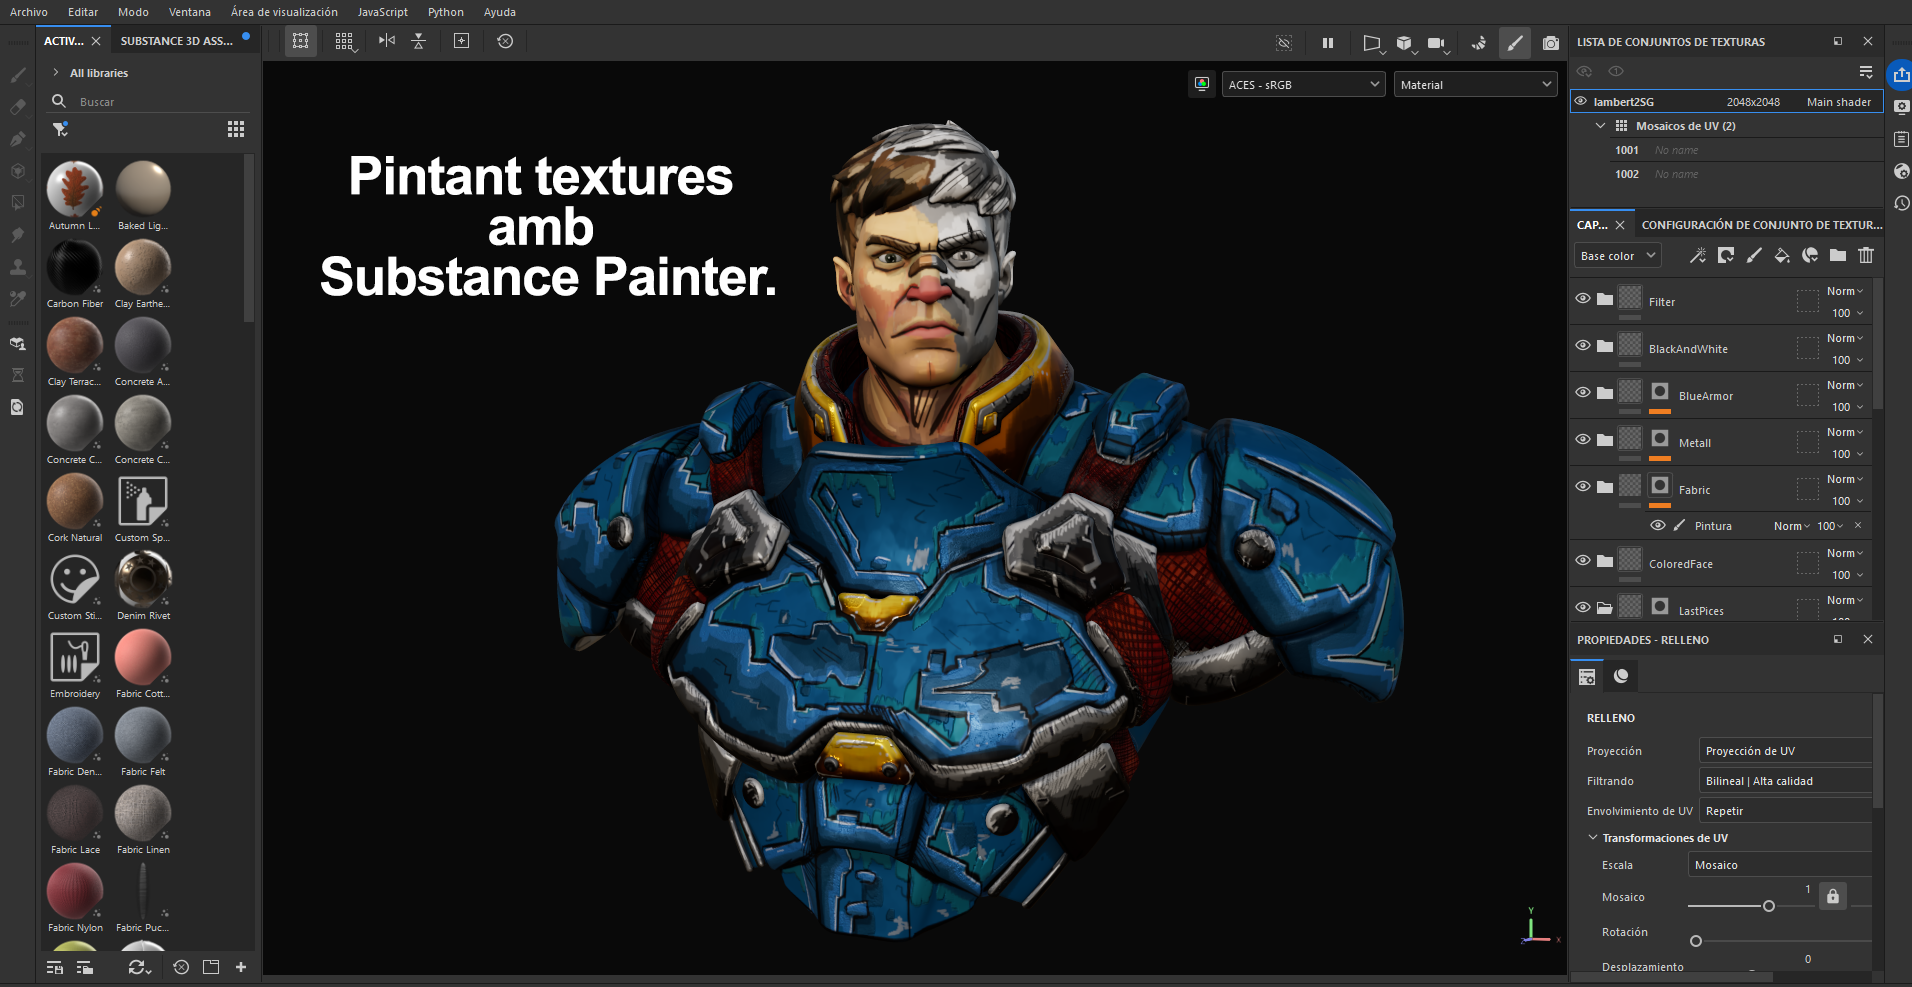 Archivo Editar Modo Ventana Área de visualización JavaScript Python Ayuda
ACTIV...
SUBSTANCE 3D ASS...
All libraries
Buscar
Autumn L... Baked Lig...
Carbon Fiber Clay Earthe...
Clay Terrac... Concrete A...
Concrete C... Concrete C...
Cork Natural Custom Sp...
Custom Sti... Denim Rivet
Embroidery Fabric Cott...
Fabric Den... Fabric Felt
Fabric Lace Fabric Linen
Fabric Nylon Fabric Puc...
ACES - sRGB
Material
Pintant textures
amb
Substance Painter.
Y
Z X
LISTA DE CONJUNTOS DE TEXTURAS
lambert2SG 2048x2048 Main shader
Mosaicos de UV (2)
1001 No name
1002 No name
CAP...
CONFIGURACIÓN DE CONJUNTO DE TEXTUR...
Base color
Filter Norm 100
BlackAndWhite Norm 100
BlueArmor Norm 100
Metall Norm 100
Fabric Norm 100
Pintura Norm 100
ColoredFace Norm 100
LastPices Norm 100
PROPIEDADES - RELLENO
RELLENO
Proyección Proyección de UV
Filtrando Bilineal | Alta calidad
Envolvimiento de UV Repetir
Transformaciones de UV
Escala Mosaico
Mosaico 1
Rotación
Desplazamiento 0